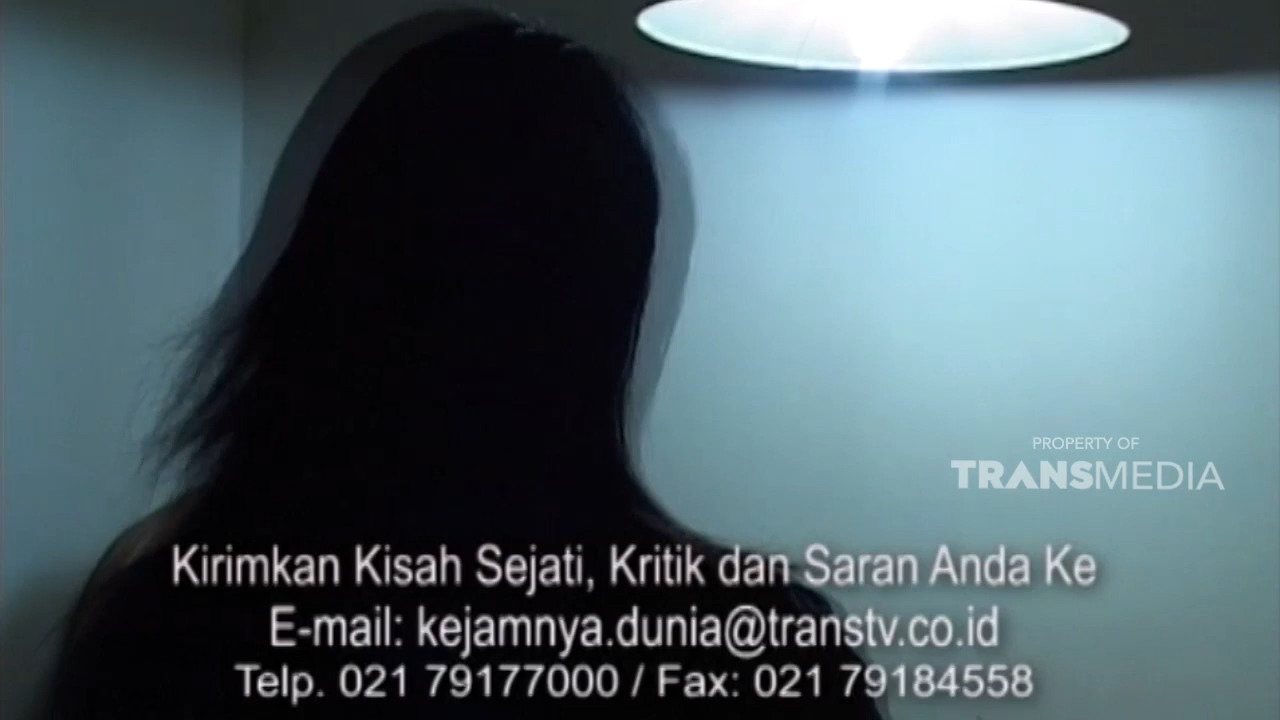 PROPERTY OF
TRANSMEDIA
Kirimkan Kisah Sejati, Kritik dan Saran Anda Ke
E-mail: kejamnya.dunia@transtv.co.id
Telp. 021 79177000 / Fax: 021 79184558